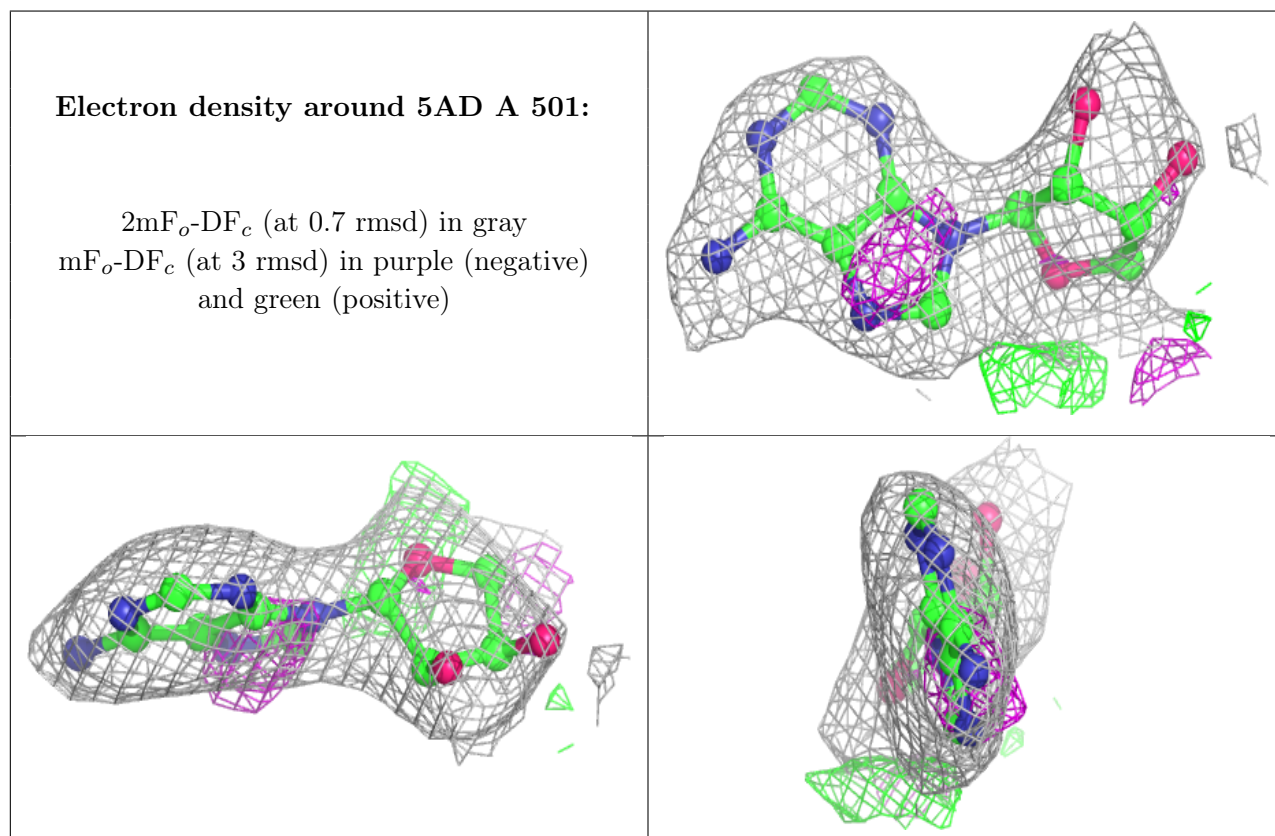 Electron density around 5AD A 501:
2mFo-DFc (at 0.7 rmsd) in gray
mFo-DFc (at 3 rmsd) in purple (negative)
and green (positive)